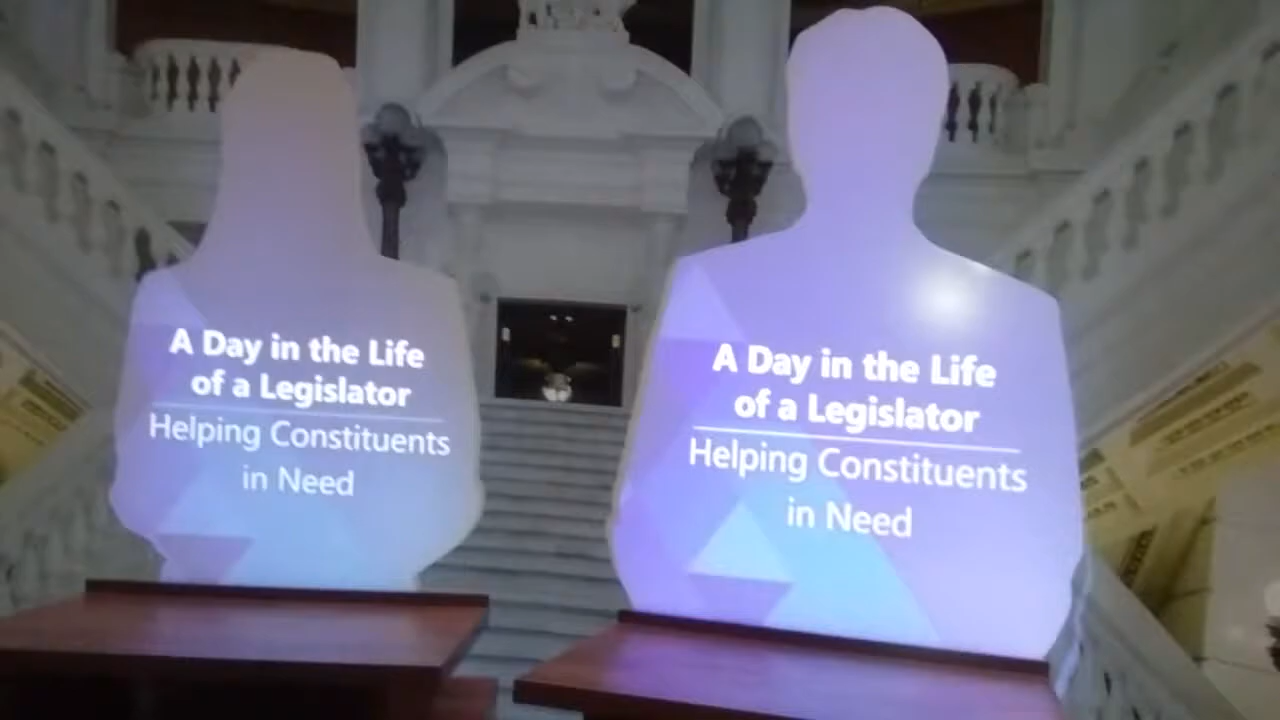 A Day in the Life
of a Legislator
Helping Constituents
in Need
A Day in the Life
of a Legislator
Helping Constituents
in Need